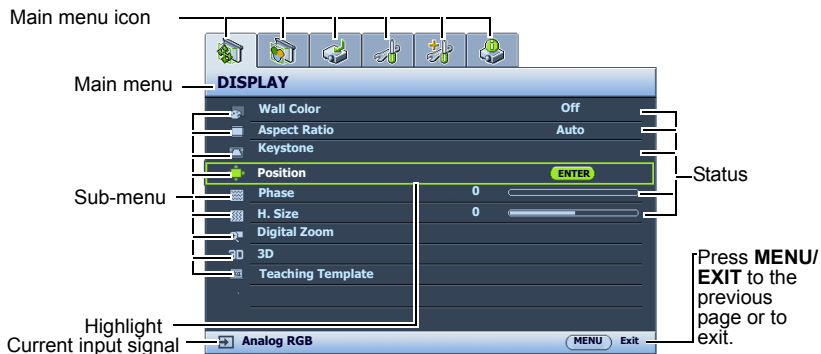 Main menu icon
Main menu
DISPLAY
Wall Color Off
Aspect Ratio Auto
Keystone
Position ENTER
Phase 0
H. Size 0
Digital Zoom
3D 3D
Teaching Template
Sub-menu
Status
Highlight
Current input signal
Analog RGB
MENU Exit
Press MENU/
EXIT to the
previous
page or to
exit.